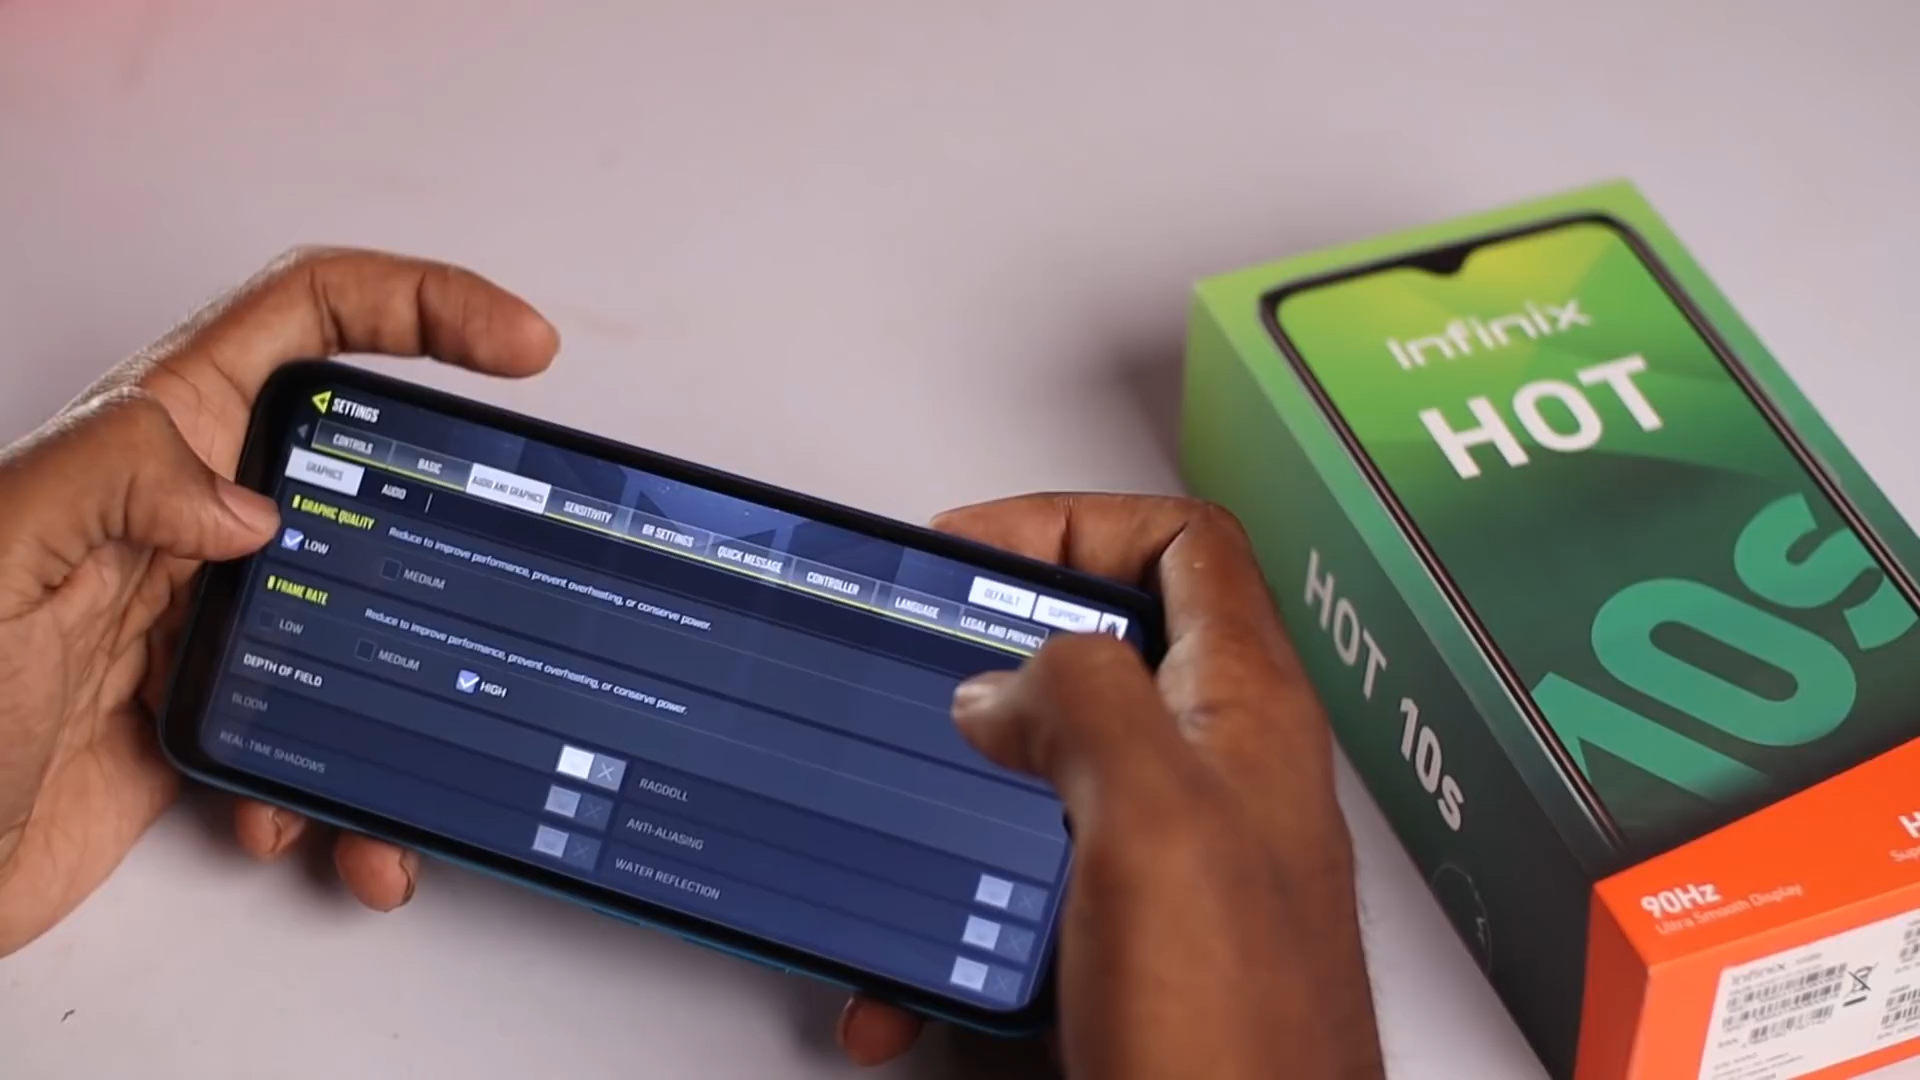 SETTINGS
CONTROLS
BASIC
AUDIO AND GRAPHICS
SENSITIVITY
BR SETTINGS
QUICK MESSAGE
CONTROLLER
LANGUAGE
LEGAL AND PRIVACY
DEFAULT
SUPPORT
GRAPHICS
AUDIO
GRAPHIC QUALITY
Reduce to improve performance, prevent overheating, or conserve power.
LOW
MEDIUM
FRAME RATE
Reduce to improve performance, prevent overheating, or conserve power.
LOW
MEDIUM
HIGH
DEPTH OF FIELD
BLOOM
REAL-TIME SHADOWS
RAGDOLL
ANTI-ALIASING
WATER REFLECTION
Infinix
HOT
10s
HOT 10s
90Hz
Ultra Smooth Display
Infinix